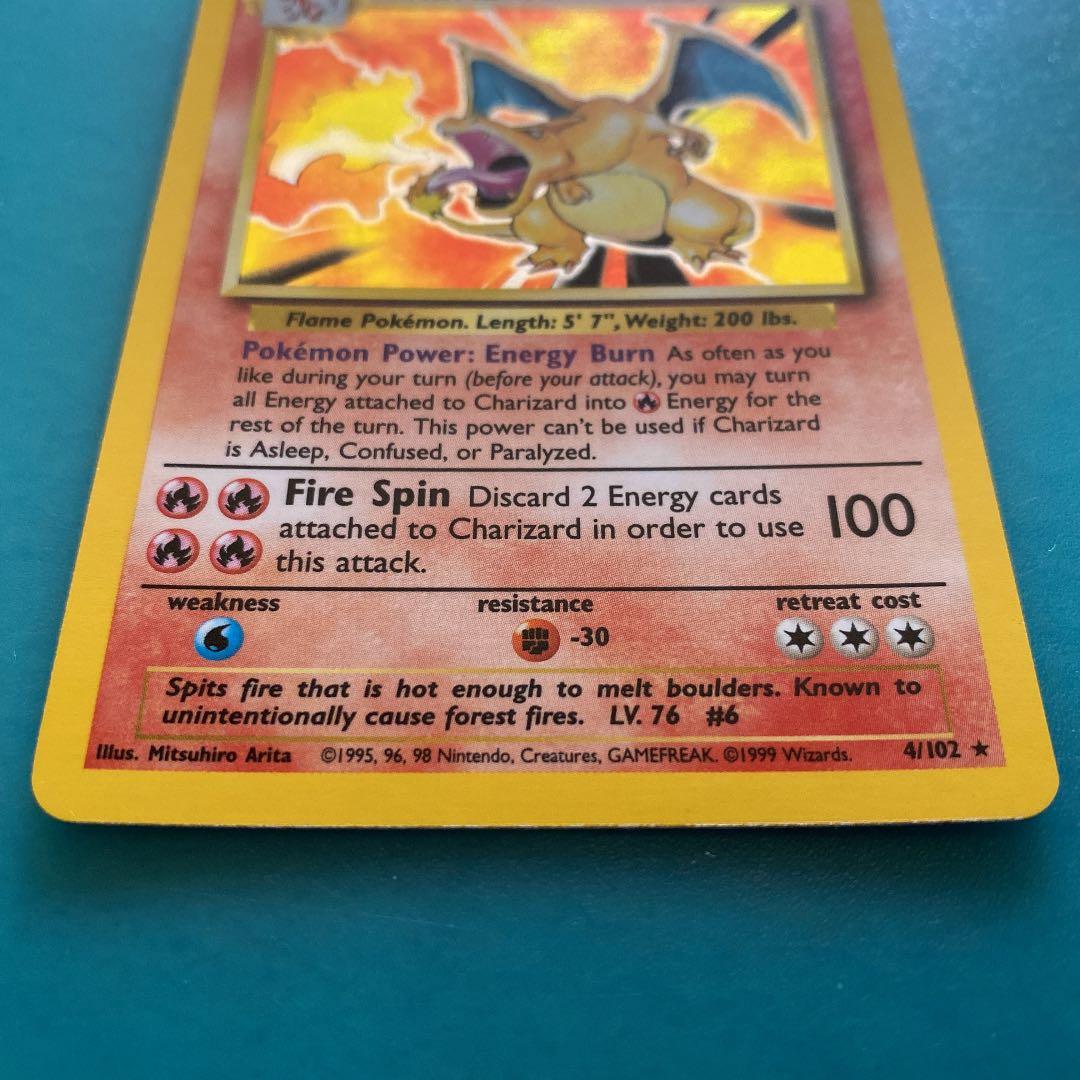 Flame Pokémon. Length: 5' 7", Weight: 200 lbs.
Pokémon Power: Energy Burn As often as you
like during your turn (before your attack), you may turn
all Energy attached to Charizard into Energy for the
rest of the turn. This power can't be used if Charizard
is Asleep, Confused, or Paralyzed.
Fire Spin Discard 2 Energy cards
attached to Charizard in order to use
this attack.
100
weakness
resistance
retreat cost
-30
Spits fire that is hot enough to melt boulders. Known to
unintentionally cause forest fires. LV. 76 #6
Illus. Mitsuhiro Arita ©1995, 96, 98 Nintendo, Creatures, GAMEFREAK. ©1999 Wizards. 4/102 ★